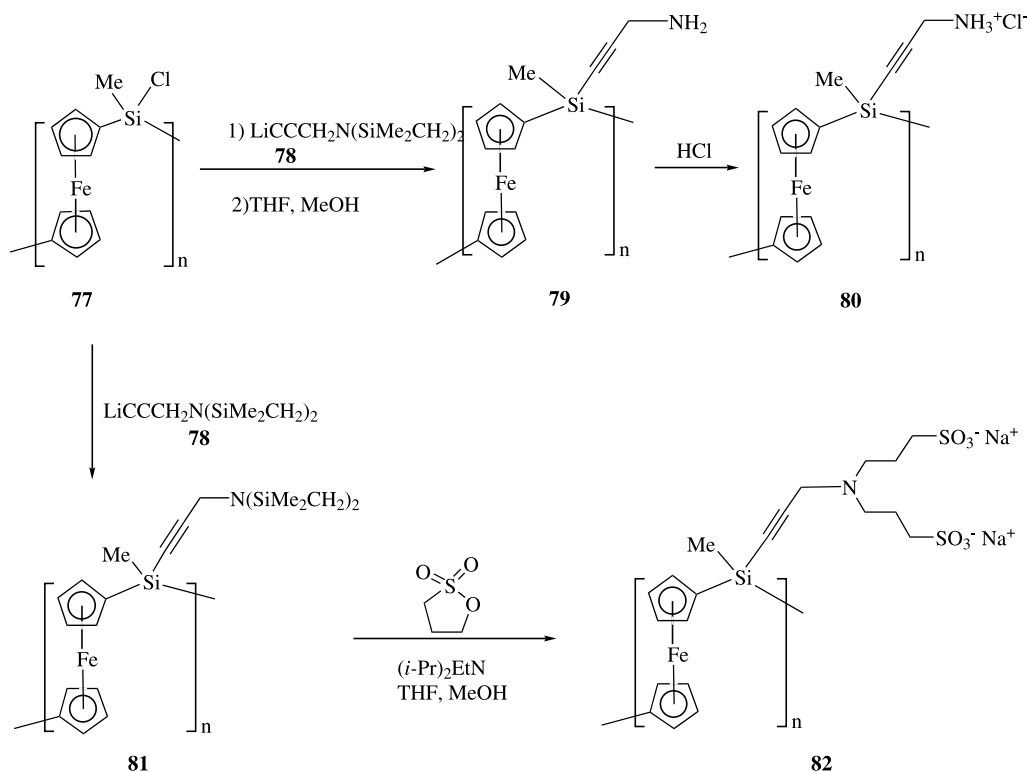 NH₂
NH₃⁺Cl⁻
Me
Cl
Si
Me
Si
Me
Si
1) LiCCCH₂N(SiMe₂CH₂)₂
78
HCl
Fe
Fe
Fe
2)THF, MeOH
n
n
n
77
79
80
LiCCCH₂N(SiMe₂CH₂)₂
78
SO₃⁻ Na⁺
N(SiMe₂CH₂)₂
N
SO₃⁻ Na⁺
Me
Si
O
O
S
O
Me
Si
Fe
(i-Pr)₂EtN
THF, MeOH
Fe
n
n
81
82